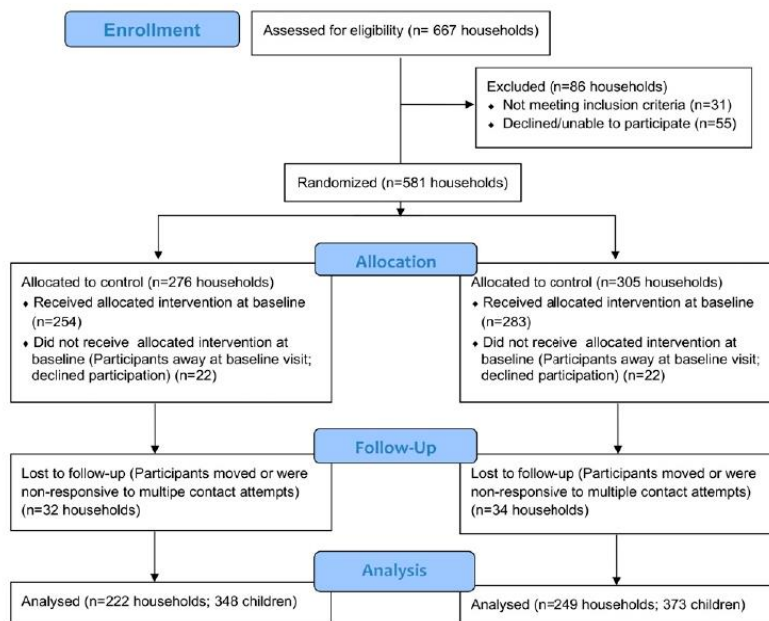 Enrollment
Assessed for eligibility (n= 667 households)
Excluded (n=86 households)
⬥ Not meeting inclusion criteria (n=31)
⬥ Declined/unable to participate (n=55)
Randomized (n=581 households)
Allocation
Allocated to control (n=276 households)
⬥ Received allocated intervention at baseline
(n=254)
⬥ Did not receive allocated intervention at
baseline (Participants away at baseline visit;
declined participation) (n=22)
Allocated to control (n=305 households)
⬥ Received allocated intervention at baseline
(n=283)
⬥ Did not receive allocated intervention at
baseline (Participants away at baseline visit;
declined participation) (n=22)
Follow-Up
Lost to follow-up (Participants moved or were
non-responsive to multipe contact attempts)
(n=32 households)
Lost to follow-up (Participants moved or were
non-responsive to multiple contact attempts)
(n=34 households)
Analysis
Analysed (n=222 households; 348 children)
Analysed (n=249 households; 373 children)